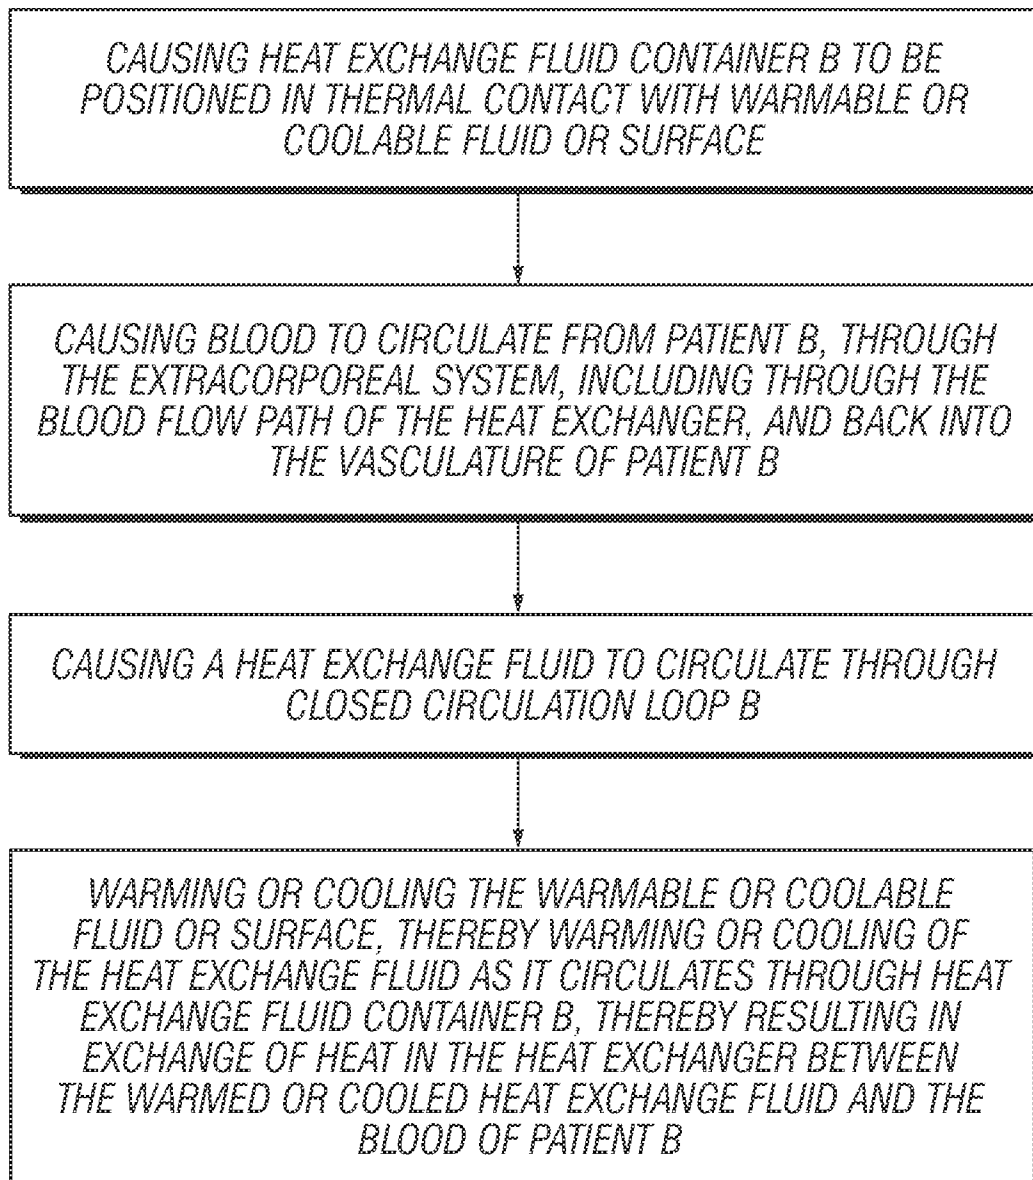 CAUSING HEAT EXCHANGE FLUID CONTAINER B TO BE
POSITIONED IN THERMAL CONTACT WITH WARMABLE OR
COOLABLE FLUID OR SURFACE
CAUSING BLOOD TO CIRCULATE FROM PATIENT B, THROUGH
THE EXTRACORPOREAL SYSTEM, INCLUDING THROUGH THE
BLOOD FLOW PATH OF THE HEAT EXCHANGER, AND BACK INTO
THE VASCULATURE OF PATIENT B
CAUSING A HEAT EXCHANGE FLUID TO CIRCULATE THROUGH
CLOSED CIRCULATION LOOP B
WARMING OR COOLING THE WARMABLE OR COOLABLE
FLUID OR SURFACE, THEREBY WARMING OR COOLING OF
THE HEAT EXCHANGE FLUID AS IT CIRCULATES THROUGH HEAT
EXCHANGE FLUID CONTAINER B, THEREBY RESULTING IN
EXCHANGE OF HEAT IN THE HEAT EXCHANGER BETWEEN
THE WARMED OR COOLED HEAT EXCHANGE FLUID AND THE
BLOOD OF PATIENT B